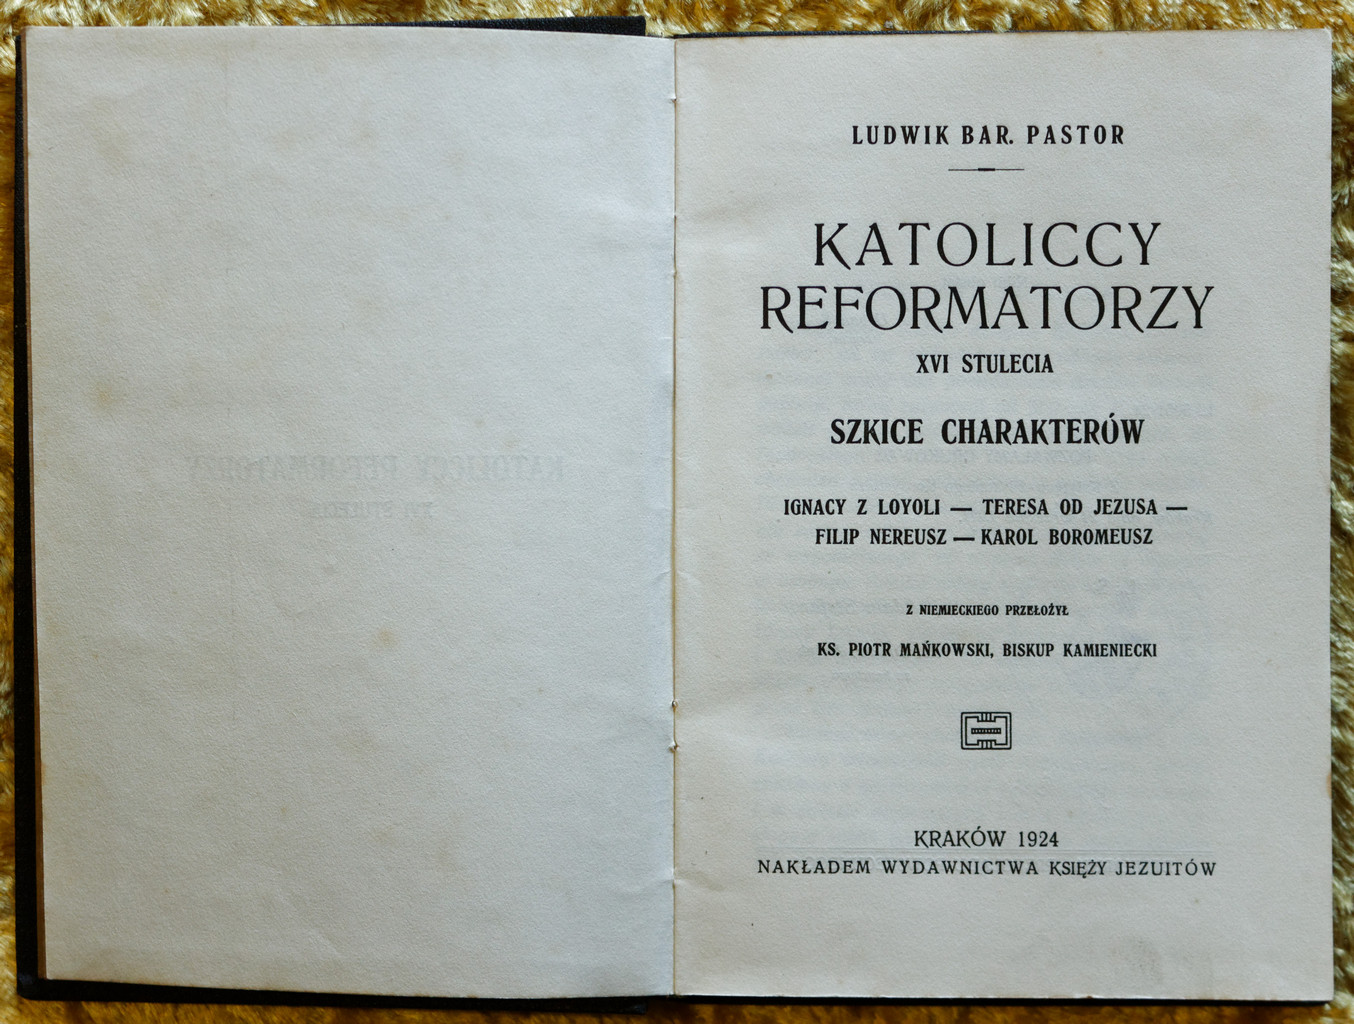 LUDWIK BAR. PASTOR
KATOLICCY
REFORMATORZY
XVI STULECIA
SZKICE CHARAKTERÓW
IGNACY Z LOYOLI — TERESA OD JEZUSA —
FILIP NEREUSZ — KAROL BOROMEUSZ
Z NIEMIECKIEGO PRZEŁOŻYŁ
KS. PIOTR MAŃKOWSKI, BISKUP KAMIENIECKI
KRAKÓW 1924
NAKŁADEM WYDAWNICTWA KSIĘŻY JEZUITÓW